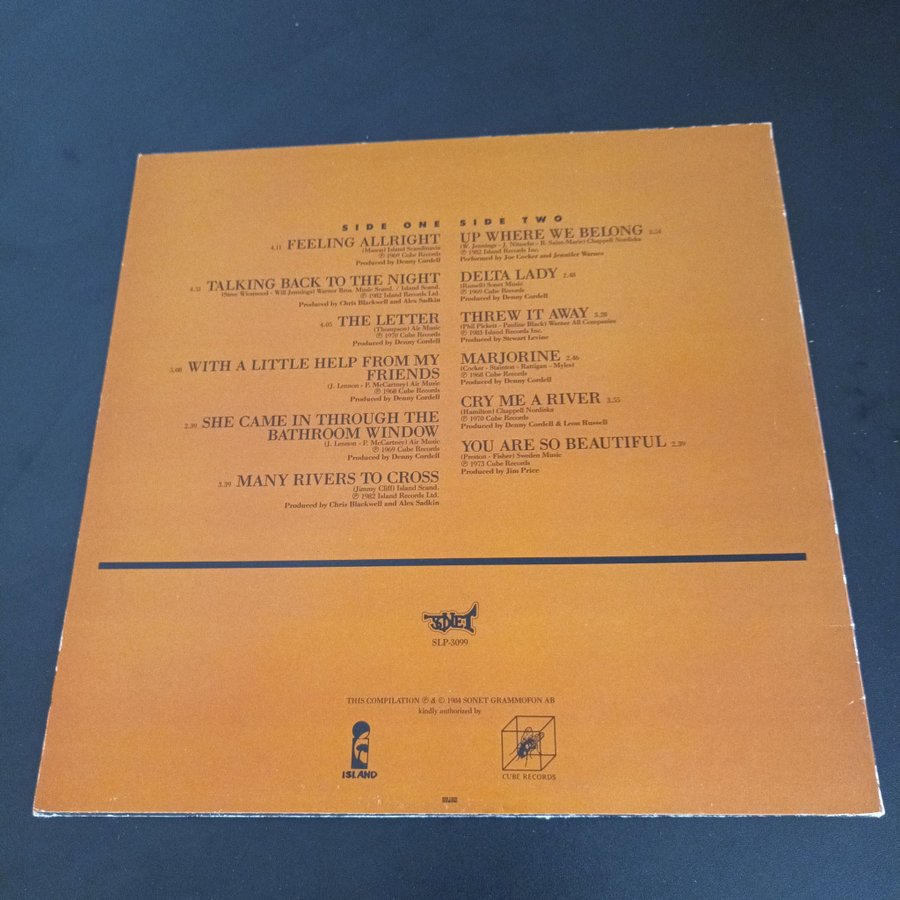 SIDE ONE
4.11 FEELING ALLRIGHT
(Mason) Island Scandinavia
℗ 1969 Cube Records
Produced by Denny Cordell
4.31 TALKING BACK TO THE NIGHT
(Steve Winwood - Will Jennings) Warner Bros. Music Scand. / Island Scand.
℗ 1982 Island Records Ltd.
Produced by Chris Blackwell and Alex Sadkin
4.05 THE LETTER
(Thompson) Air Music
℗ 1970 Cube Records
Produced by Denny Cordell
5.08 WITH A LITTLE HELP FROM MY
FRIENDS
(J. Lennon - P. McCartney) Air Music
℗ 1968 Cube Records
Produced by Denny Cordell
2.39 SHE CAME IN THROUGH THE
BATHROOM WINDOW
(J. Lennon - P. McCartney) Air Music
℗ 1969 Cube Records
Produced by Denny Cordell
3.39 MANY RIVERS TO CROSS
(Jimmy Cliff) Island Scand.
℗ 1982 Island Records Ltd.
Produced by Chris Blackwell and Alex Sadkin
SIDE TWO
UP WHERE WE BELONG 3.54
(W. Jennings - J. Nitzsche - B. Saint-Marie) Chappell Nordiska
℗ 1982 Island Records Inc.
Performed by Joe Cocker and Jennifer Warnes
DELTA LADY 2.48
(Russell) Sonet Music
℗ 1969 Cube Records
Produced by Denny Cordell
THREW IT AWAY 3.28
(Phil Pickett - Pauline Black) Warner All Companies
℗ 1983 Island Records Inc.
Produced by Stewart Levine
MARJORINE 2.46
(Cocker - Stainton - Rattigan - Myles)
℗ 1968 Cube Records
Produced by Denny Cordell
CRY ME A RIVER 3.55
(Hamilton) Chappell Nordiska
℗ 1970 Cube Records
Produced by Denny Cordell & Leon Russell
YOU ARE SO BEAUTIFUL 2.39
(Preston - Fisher) Sweden Music
℗ 1973 Cube Records
Produced by Jim Price
SONET
SLP-3099
THIS COMPILATION ℗ & © 1984 SONET GRAMMOFON AB
kindly authorized by
ISLAND
CUBE RECORDS